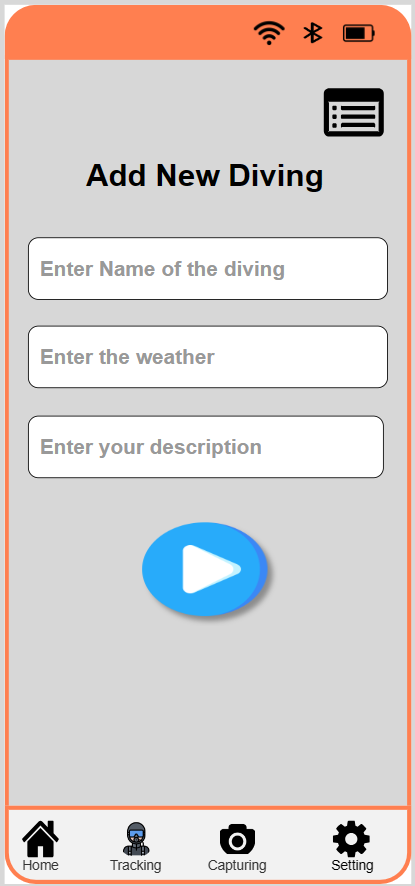 Add New Diving
Enter Name of the diving
Enter the weather
Enter your description
Home
Tracking
Capturing
Setting